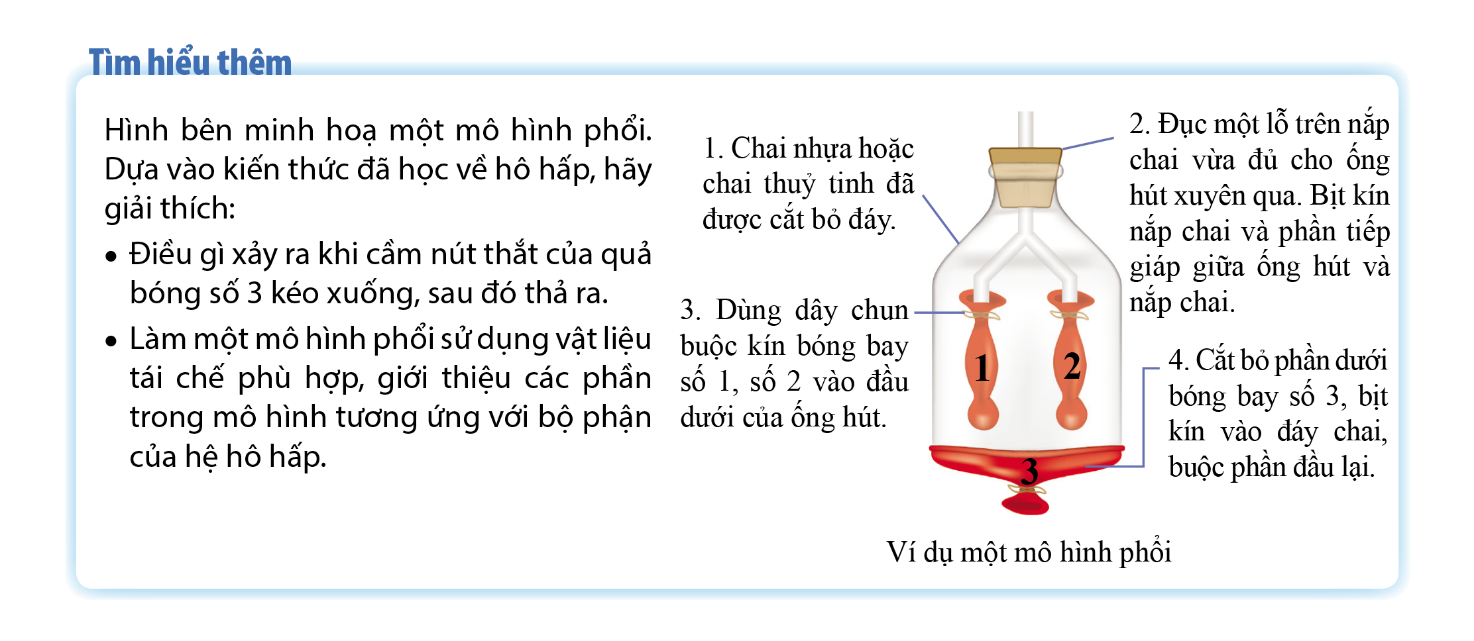 Tìm hiểu thêm
Hình bên minh hoạ một mô hình phổi.
Dựa vào kiến thức đã học về hô hấp, hãy
giải thích:
• Điều gì xảy ra khi cầm nút thắt của quả
bóng số 3 kéo xuống, sau đó thả ra.
• Làm một mô hình phổi sử dụng vật liệu
tái chế phù hợp, giới thiệu các phần
trong mô hình tương ứng với bộ phận
của hệ hô hấp.
1. Chai nhựa hoặc
chai thuỷ tinh đã
được cắt bỏ đáy.
2. Đục một lỗ trên nắp
chai vừa đủ cho ống
hút xuyên qua. Bịt kín
nắp chai và phần tiếp
giáp giữa ống hút và
nắp chai.
3. Dùng dây chun
buộc kín bóng bay
số 1, số 2 vào đầu
dưới của ống hút.
1
2
4. Cắt bỏ phần dưới
bóng bay số 3, bịt
kín vào đáy chai,
buộc phần đầu lại.
3
Ví dụ một mô hình phổi